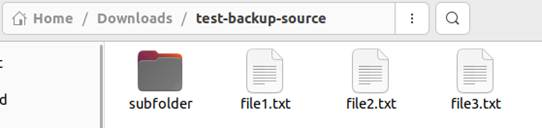 Home / Downloads / test-backup-source
subfolder file1.txt file2.txt file3.txt